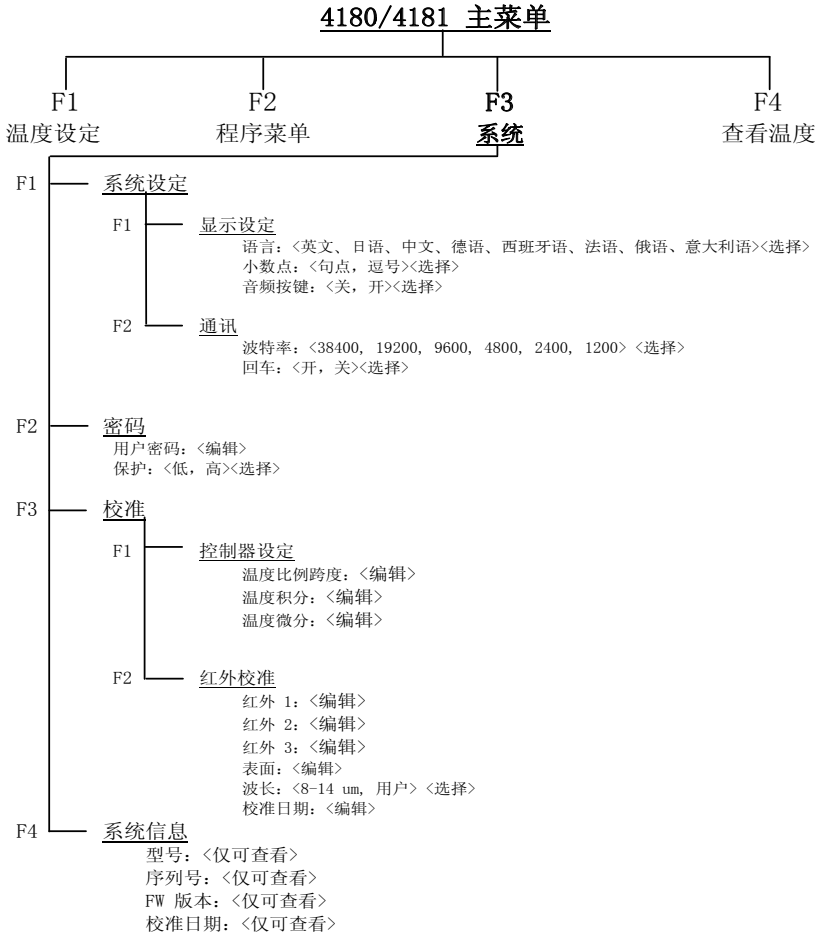 4180/4181 主菜单
F1 F2 F3 F4
温度设定 程序菜单 系统 查看温度
F1 系统设定
F1 显示设定
语言：<英文、日语、中文、德语、西班牙语、法语、俄语、意大利语><选择>
小数点：<句点，逗号><选择>
音频按键：<关，开><选择>
F2 通讯
波特率：<38400, 19200, 9600, 4800, 2400, 1200> <选择>
回车：<开，关><选择>
F2 密码
用户密码：<编辑>
保护：<低，高><选择>
F3 校准
F1 控制器设定
温度比例跨度：<编辑>
温度积分：<编辑>
温度微分：<编辑>
F2 红外校准
红外 1：<编辑>
红外 2：<编辑>
红外 3：<编辑>
表面：<编辑>
波长：<8-14 um, 用户> <选择>
校准日期：<编辑>
F4 系统信息
型号：<仅可查看>
序列号：<仅可查看>
FW 版本：<仅可查看>
校准日期：<仅可查看>